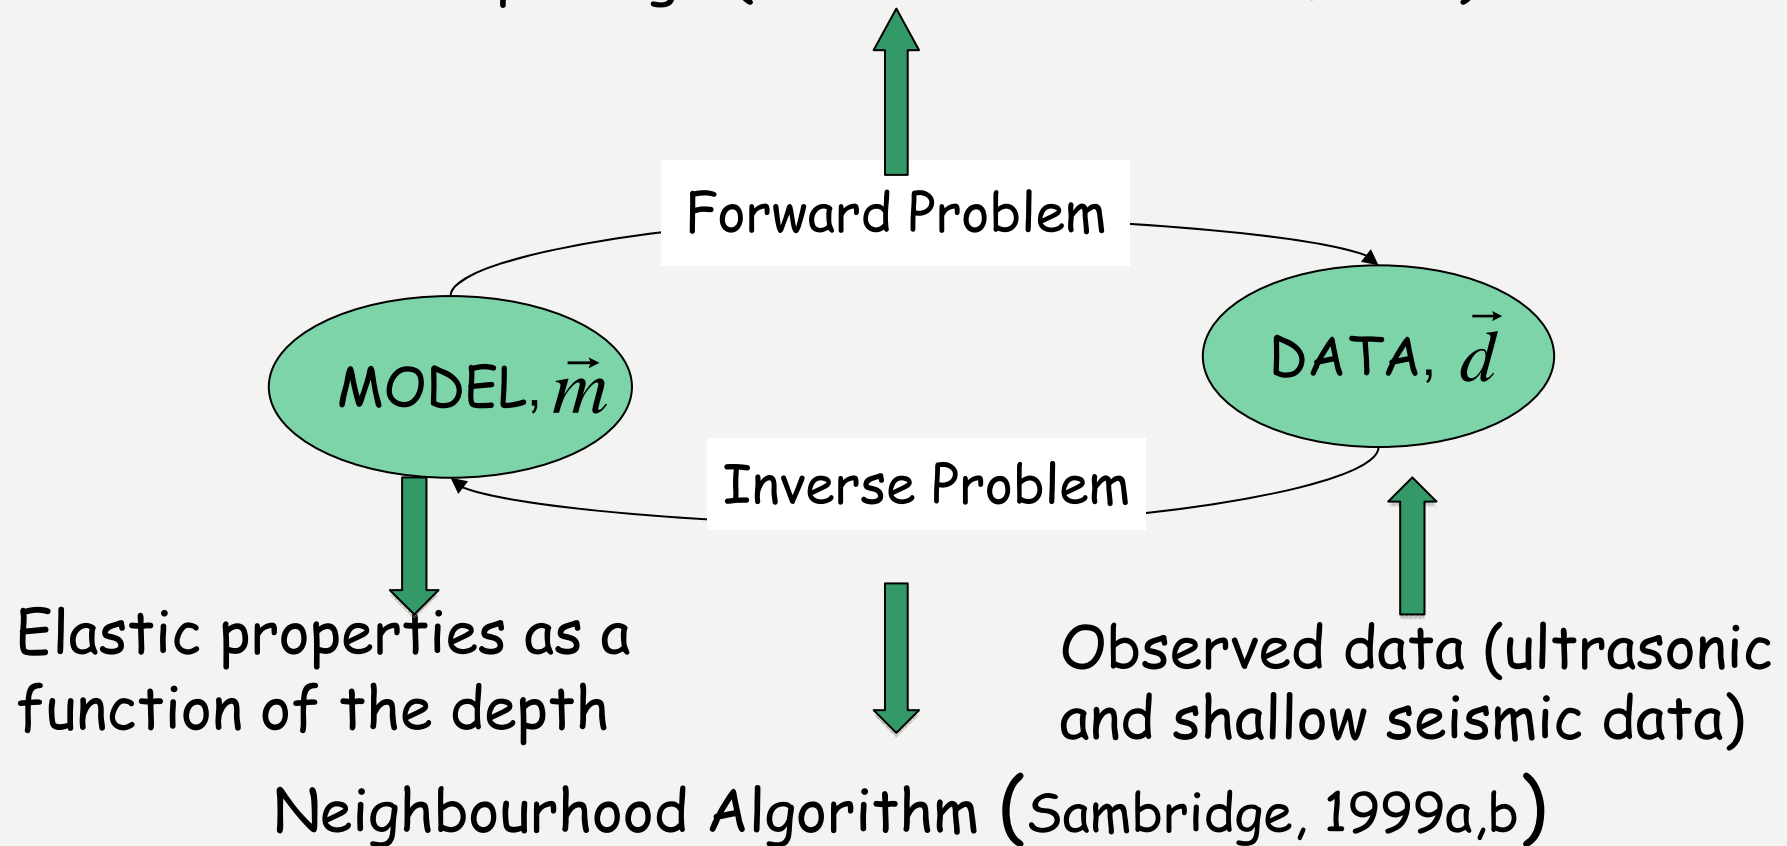 Forward Problem
MODEL, m⃗
DATA, d⃗
Inverse Problem
Elastic properties as a
function of the depth
Observed data (ultrasonic
and shallow seismic data)
Neighbourhood Algorithm (Sambridge, 1999a,b)